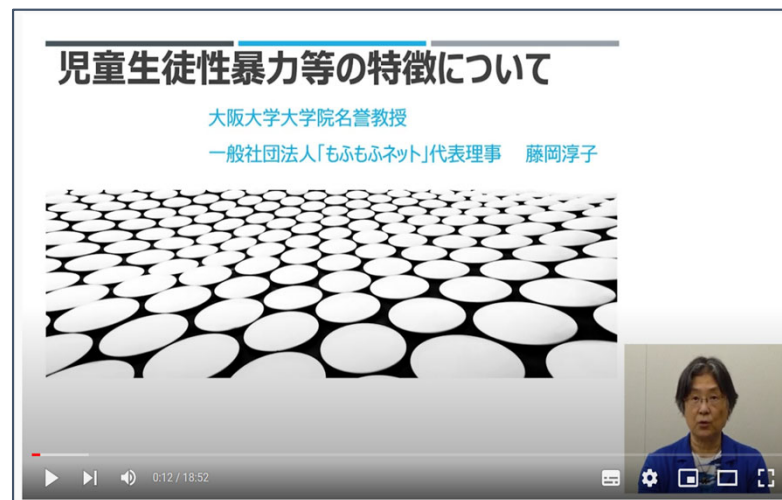 児童生徒性暴力等の特徴について
大阪大学大学院名誉教授
一般社団法人「もふもふネット」代表理事　藤岡淳子
0:12 / 18:52